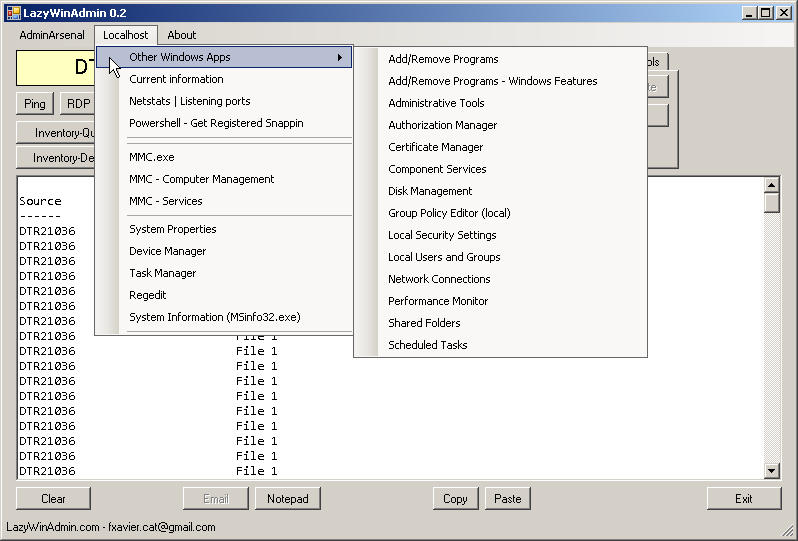 LazyWinAdmin 0.2
AdminArsenal Localhost About
DT
Ping RDP
Inventory-Qu
Inventory-De
Other Windows Apps
Current information
Netstats | Listening ports
Powershell - Get Registered Snappin
MMC.exe
MMC - Computer Management
MMC - Services
System Properties
Device Manager
Task Manager
Regedit
System Information (MSinfo32.exe)
Add/Remove Programs
Add/Remove Programs - Windows Features
Administrative Tools
Authorization Manager
Certificate Manager
Component Services
Disk Management
Group Policy Editor (local)
Local Security Settings
Local Users and Groups
Network Connections
Performance Monitor
Shared Folders
Scheduled Tasks
Source
------
DTR21036
DTR21036
DTR21036
DTR21036
DTR21036
DTR21036
DTR21036
DTR21036 File 1
DTR21036 File 1
DTR21036 File 1
DTR21036 File 1
DTR21036 File 1
DTR21036 File 1
DTR21036 File 1
DTR21036 File 1
DTR21036 File 1
DTR21036 File 1
Clear Email Notepad Copy Paste Exit
LazyWinAdmin.com - fxavier.cat@gmail.com